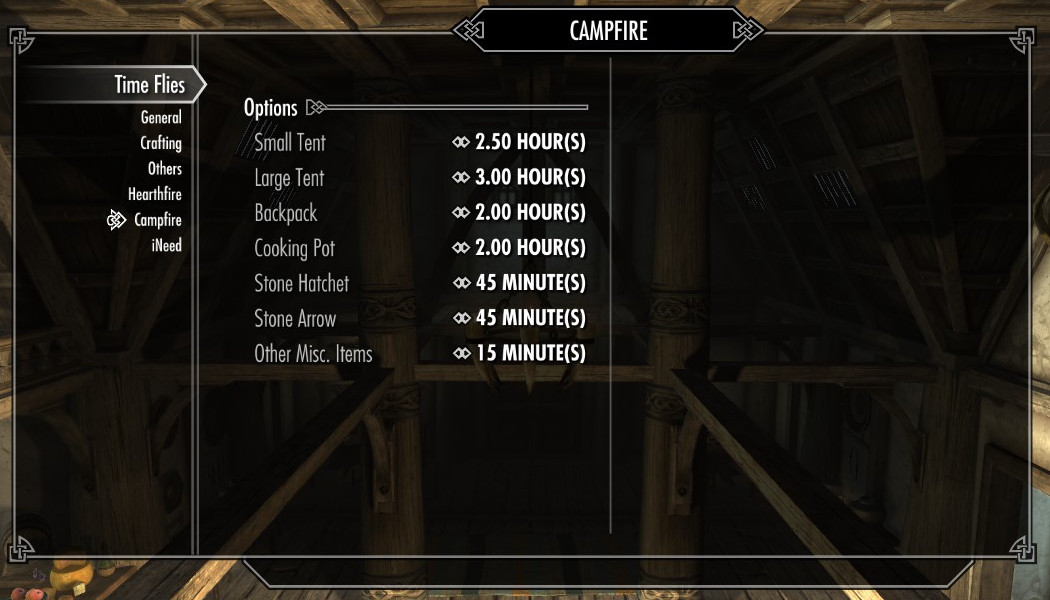 CAMPFIRE
Time Flies
General
Crafting
Others
Hearthfire
Campfire
iNeed
Options
Small Tent 2.50 HOUR(S)
Large Tent 3.00 HOUR(S)
Backpack 2.00 HOUR(S)
Cooking Pot 2.00 HOUR(S)
Stone Hatchet 45 MINUTE(S)
Stone Arrow 45 MINUTE(S)
Other Misc. Items 15 MINUTE(S)